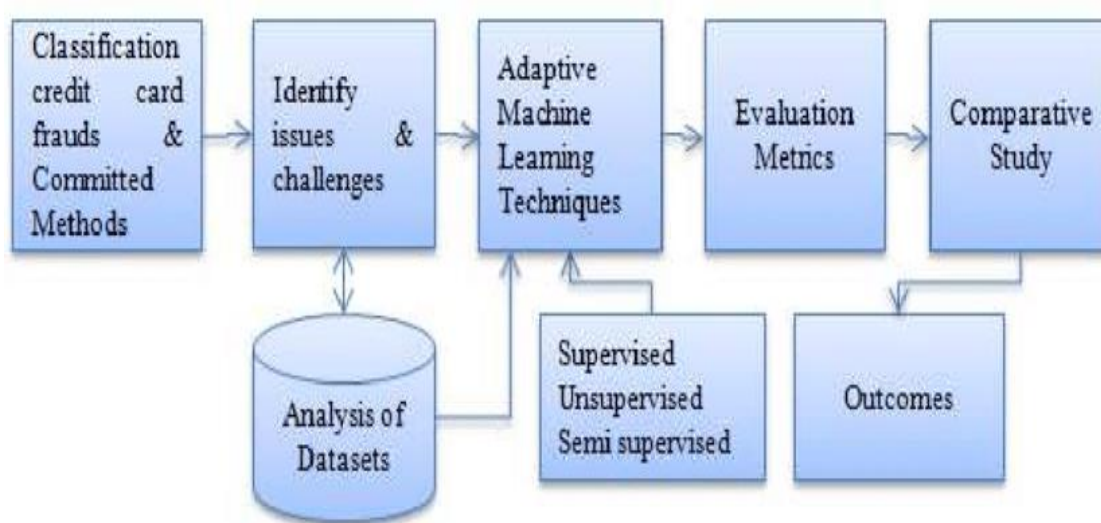 Classification
credit card
frauds &
Committed
Methods
Identify
issues &
challenges
Adaptive
Machine
Learning
Techniques
Evaluation
Metrics
Comparative
Study
Analysis of
Datasets
Supervised
Unsupervised
Semi supervised
Outcomes